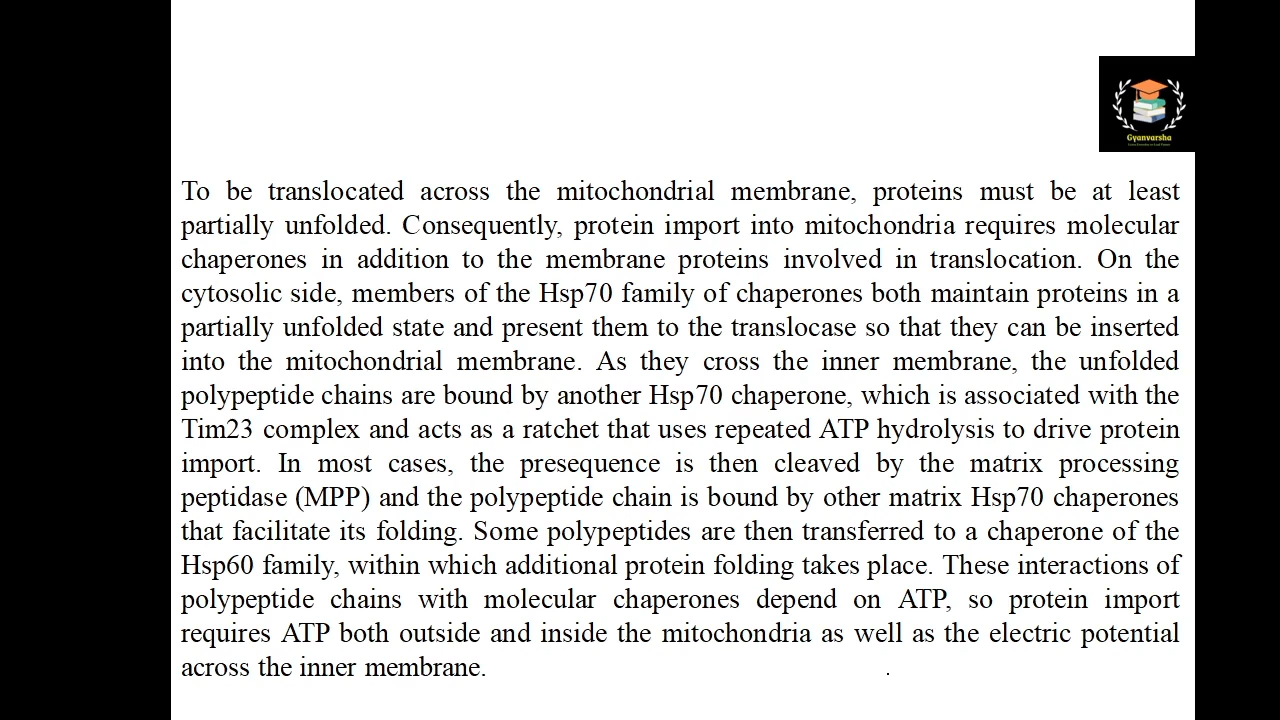 Gyanvarsha
To be translocated across the mitochondrial membrane, proteins must be at least
partially unfolded. Consequently, protein import into mitochondria requires molecular
chaperones in addition to the membrane proteins involved in translocation. On the
cytosolic side, members of the Hsp70 family of chaperones both maintain proteins in a
partially unfolded state and present them to the translocase so that they can be inserted
into the mitochondrial membrane. As they cross the inner membrane, the unfolded
polypeptide chains are bound by another Hsp70 chaperone, which is associated with the
Tim23 complex and acts as a ratchet that uses repeated ATP hydrolysis to drive protein
import. In most cases, the presequence is then cleaved by the matrix processing
peptidase (MPP) and the polypeptide chain is bound by other matrix Hsp70 chaperones
that facilitate its folding. Some polypeptides are then transferred to a chaperone of the
Hsp60 family, within which additional protein folding takes place. These interactions of
polypeptide chains with molecular chaperones depend on ATP, so protein import
requires ATP both outside and inside the mitochondria as well as the electric potential
across the inner membrane.